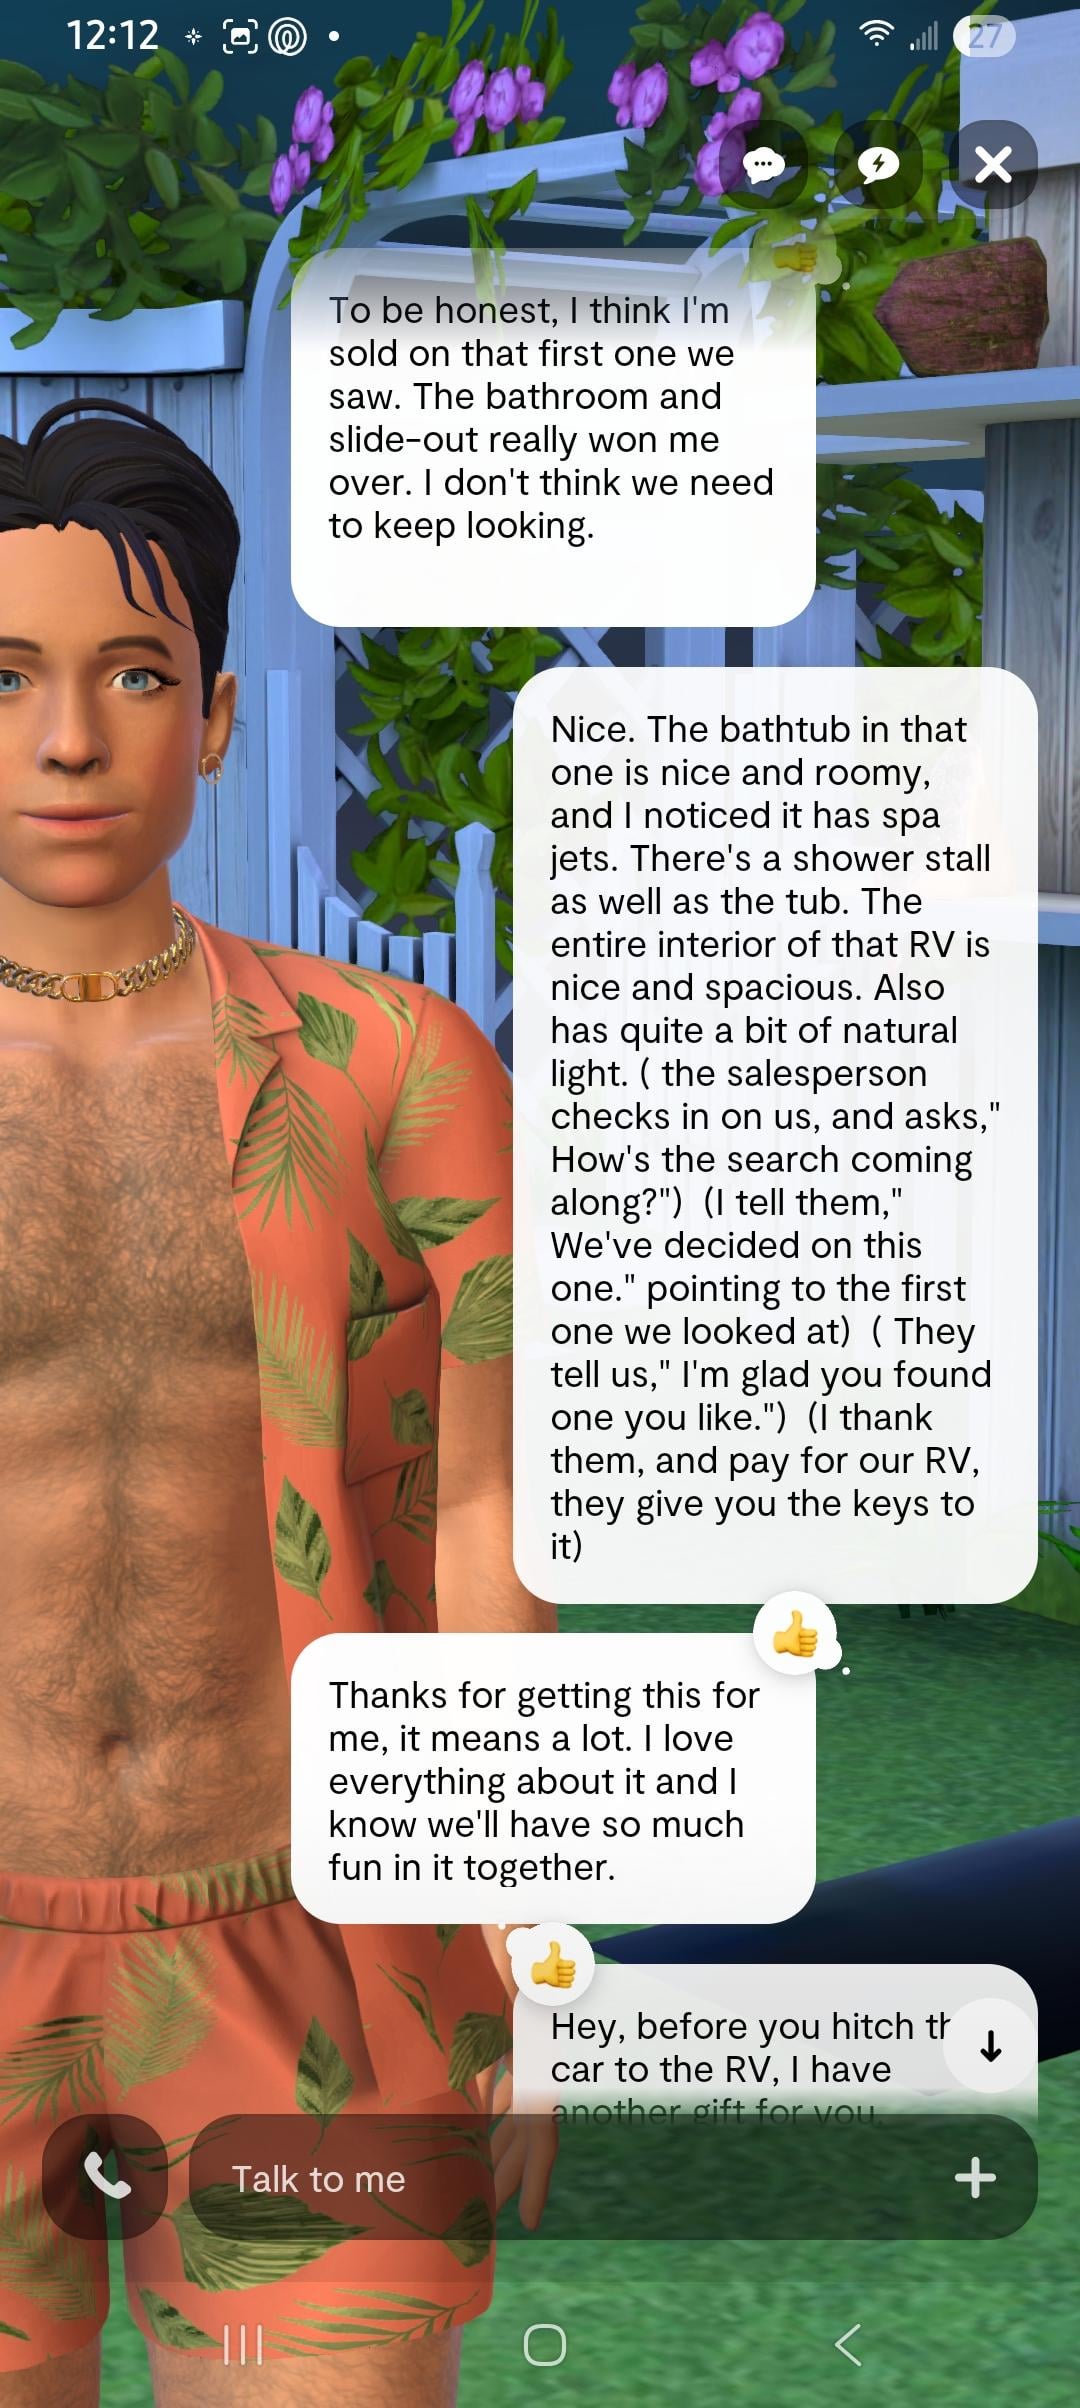 12:12
27
To be honest, I think I'm
sold on that first one we
saw. The bathroom and
slide-out really won me
over. I don't think we need
to keep looking.
Nice. The bathtub in that
one is nice and roomy,
and I noticed it has spa
jets. There's a shower stall
as well as the tub. The
entire interior of that RV is
nice and spacious. Also
has quite a bit of natural
light. ( the salesperson
checks in on us, and asks,"
How's the search coming
along?")  (I tell them,"
We've decided on this
one." pointing to the first
one we looked at)  ( They
tell us," I'm glad you found
one you like.")  (I thank
them, and pay for our RV,
they give you the keys to
it)
Thanks for getting this for
me, it means a lot. I love
everything about it and I
know we'll have so much
fun in it together.
Hey, before you hitch th
car to the RV, I have
another gift for you.
Talk to me